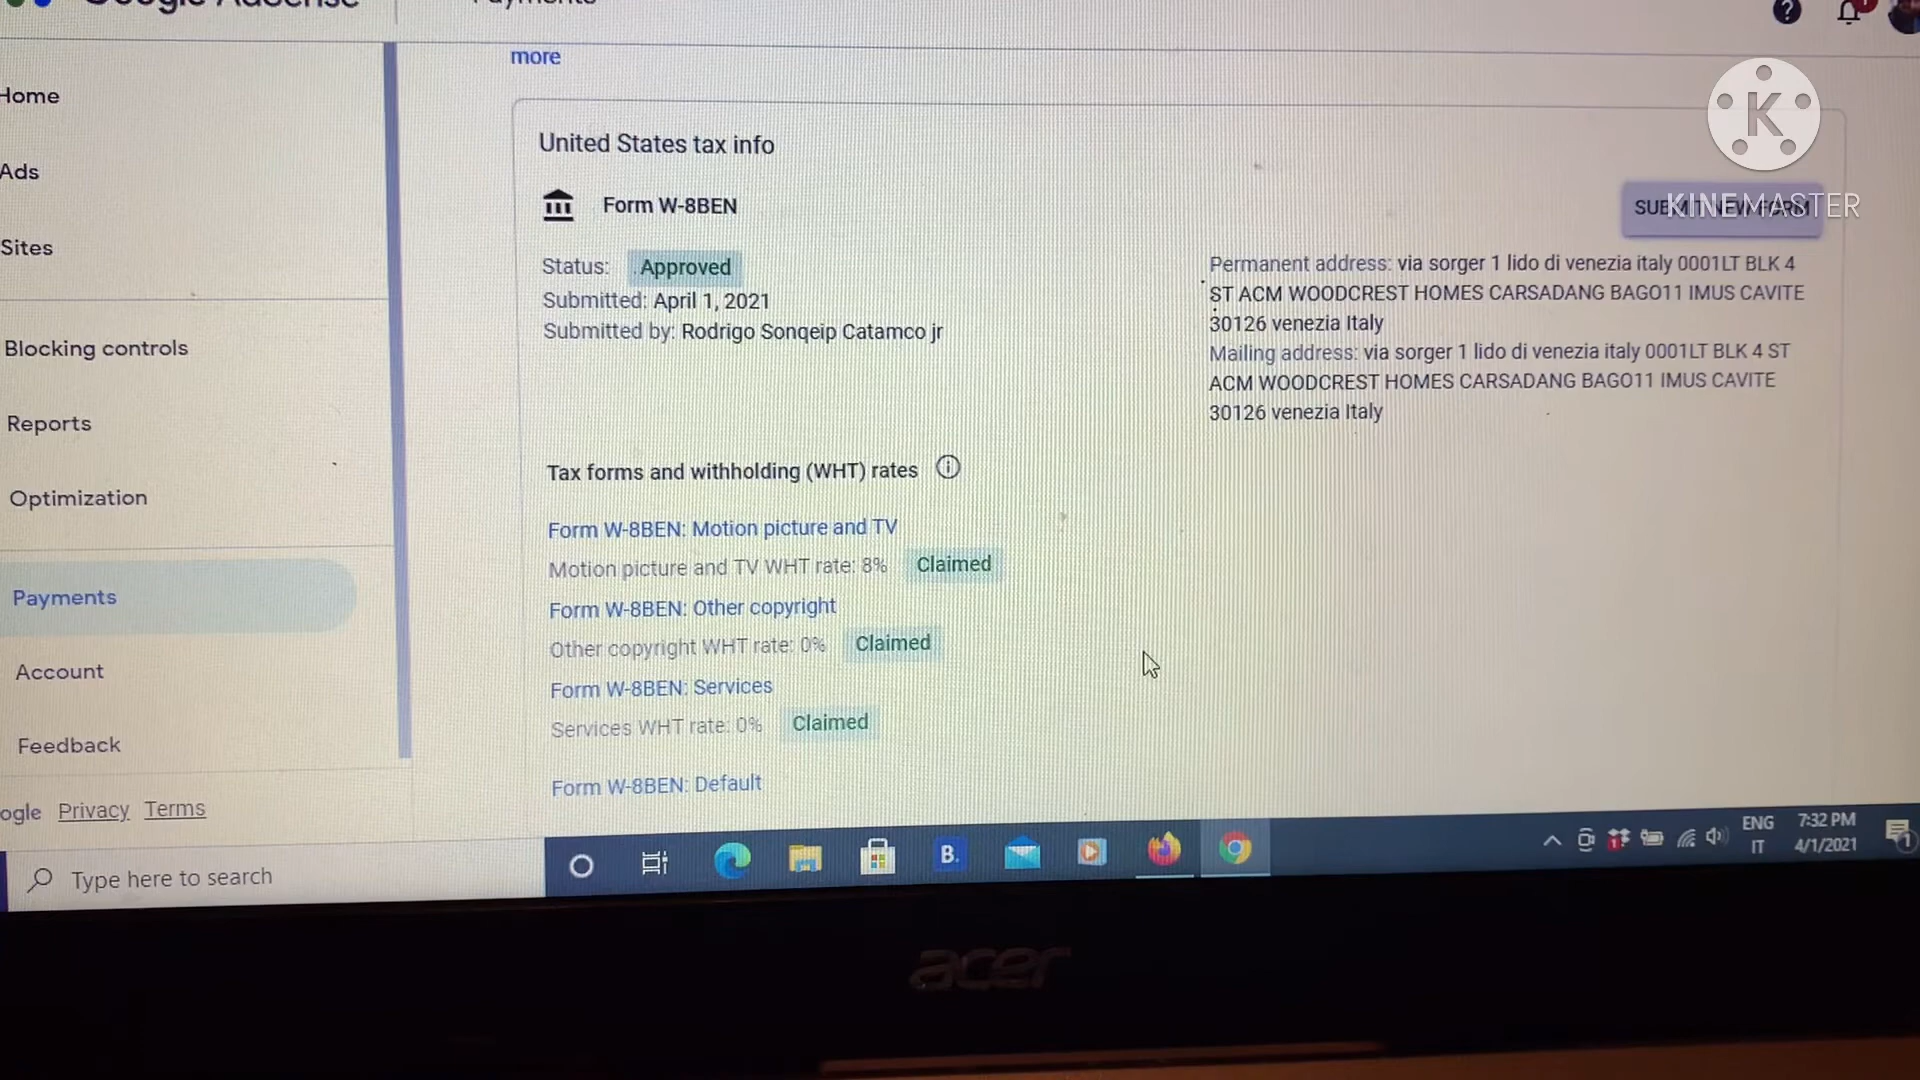 Google AdSense
Payments
more
Home
Ads
Sites
Blocking controls
Reports
Optimization
Payments
Account
Feedback
ogle Privacy Terms
United States tax info
Form W-8BEN
KINEMASTER
Status: Approved
Submitted: April 1, 2021
Submitted by: Rodrigo Sonqeip Catamco jr
Permanent address: via sorger 1 lido di venezia italy 0001LT BLK 4
ST ACM WOODCREST HOMES CARSADANG BAGO11 IMUS CAVITE
30126 venezia Italy
Mailing address: via sorger 1 lido di venezia italy 0001LT BLK 4 ST
ACM WOODCREST HOMES CARSADANG BAGO11 IMUS CAVITE
30126 venezia Italy
Tax forms and withholding (WHT) rates
Form W-8BEN: Motion picture and TV
Motion picture and TV WHT rate: 8% Claimed
Form W-8BEN: Other copyright
Other copyright WHT rate: 0% Claimed
Form W-8BEN: Services
Services WHT rate: 0% Claimed
Form W-8BEN: Default
Type here to search
B.
ENG
IT
7:32 PM
4/1/2021
1
acer